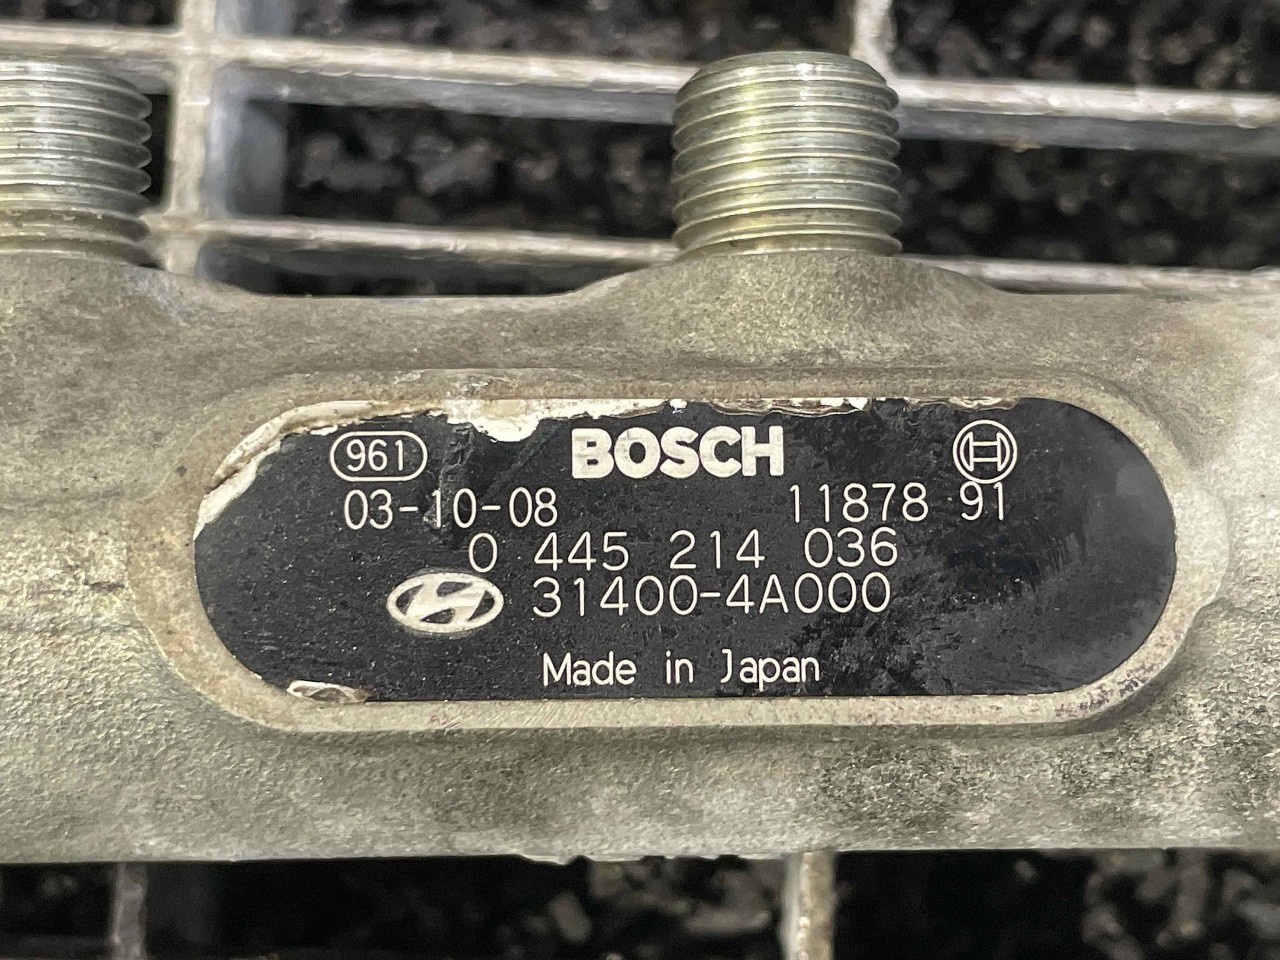 961 BOSCH
03-10-08 11878 91
0 445 214 036
31400-4A000
Made in Japan